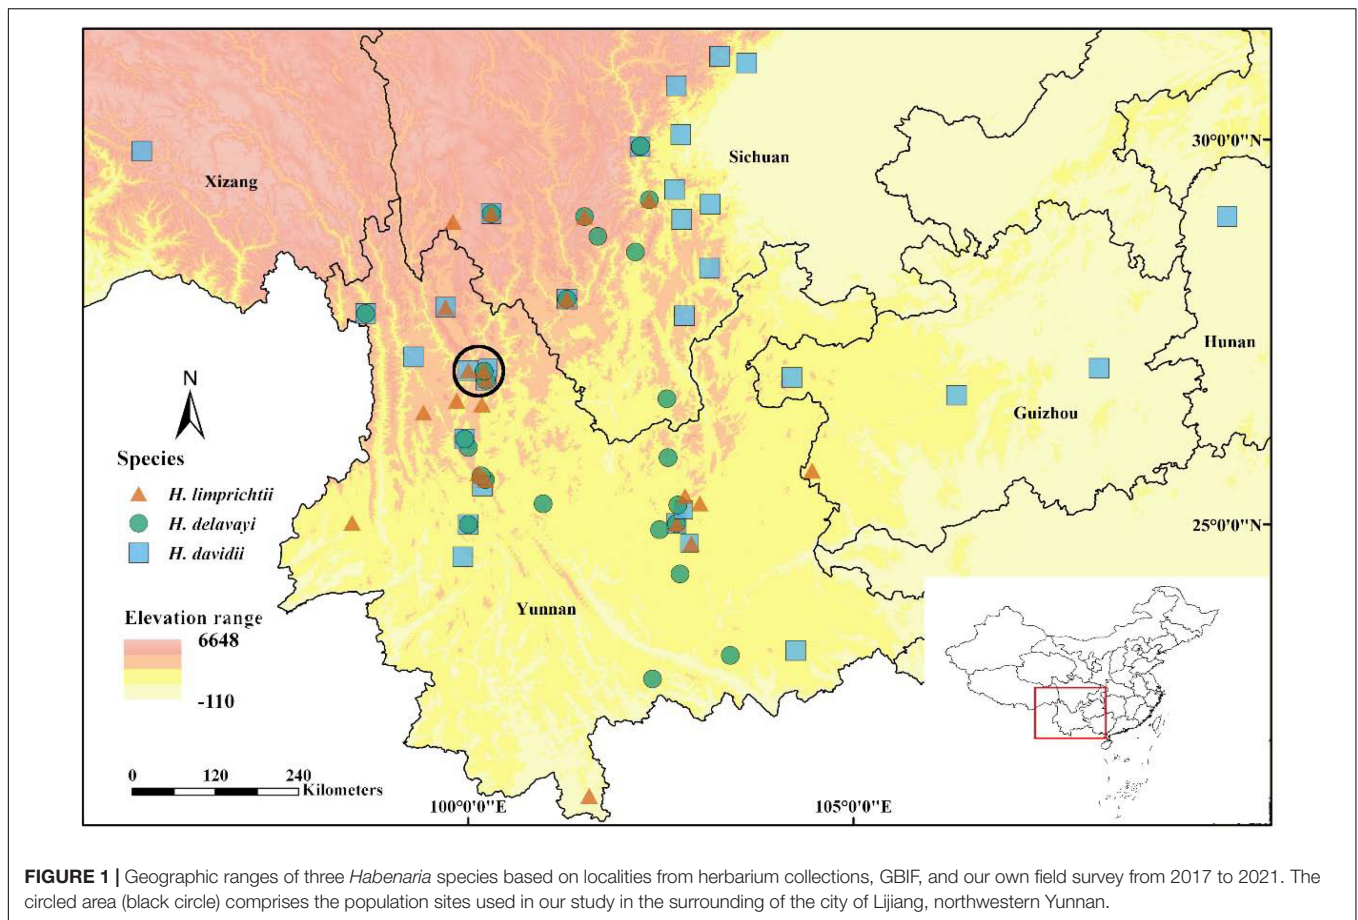 30°0'0"N
Sichuan
Xizang
Hunan
Guizhou
N
Species
H. limprichtii
H. delavayi
H. davidii
25°0'0"N
Yunnan
Elevation range
6648
-110
0 120 240
Kilometers
100°0'0"E 105°0'0"E
FIGURE 1 | Geographic ranges of three Habenaria species based on localities from herbarium collections, GBIF, and our own field survey from 2017 to 2021. The
circled area (black circle) comprises the population sites used in our study in the surrounding of the city of Lijiang, northwestern Yunnan.